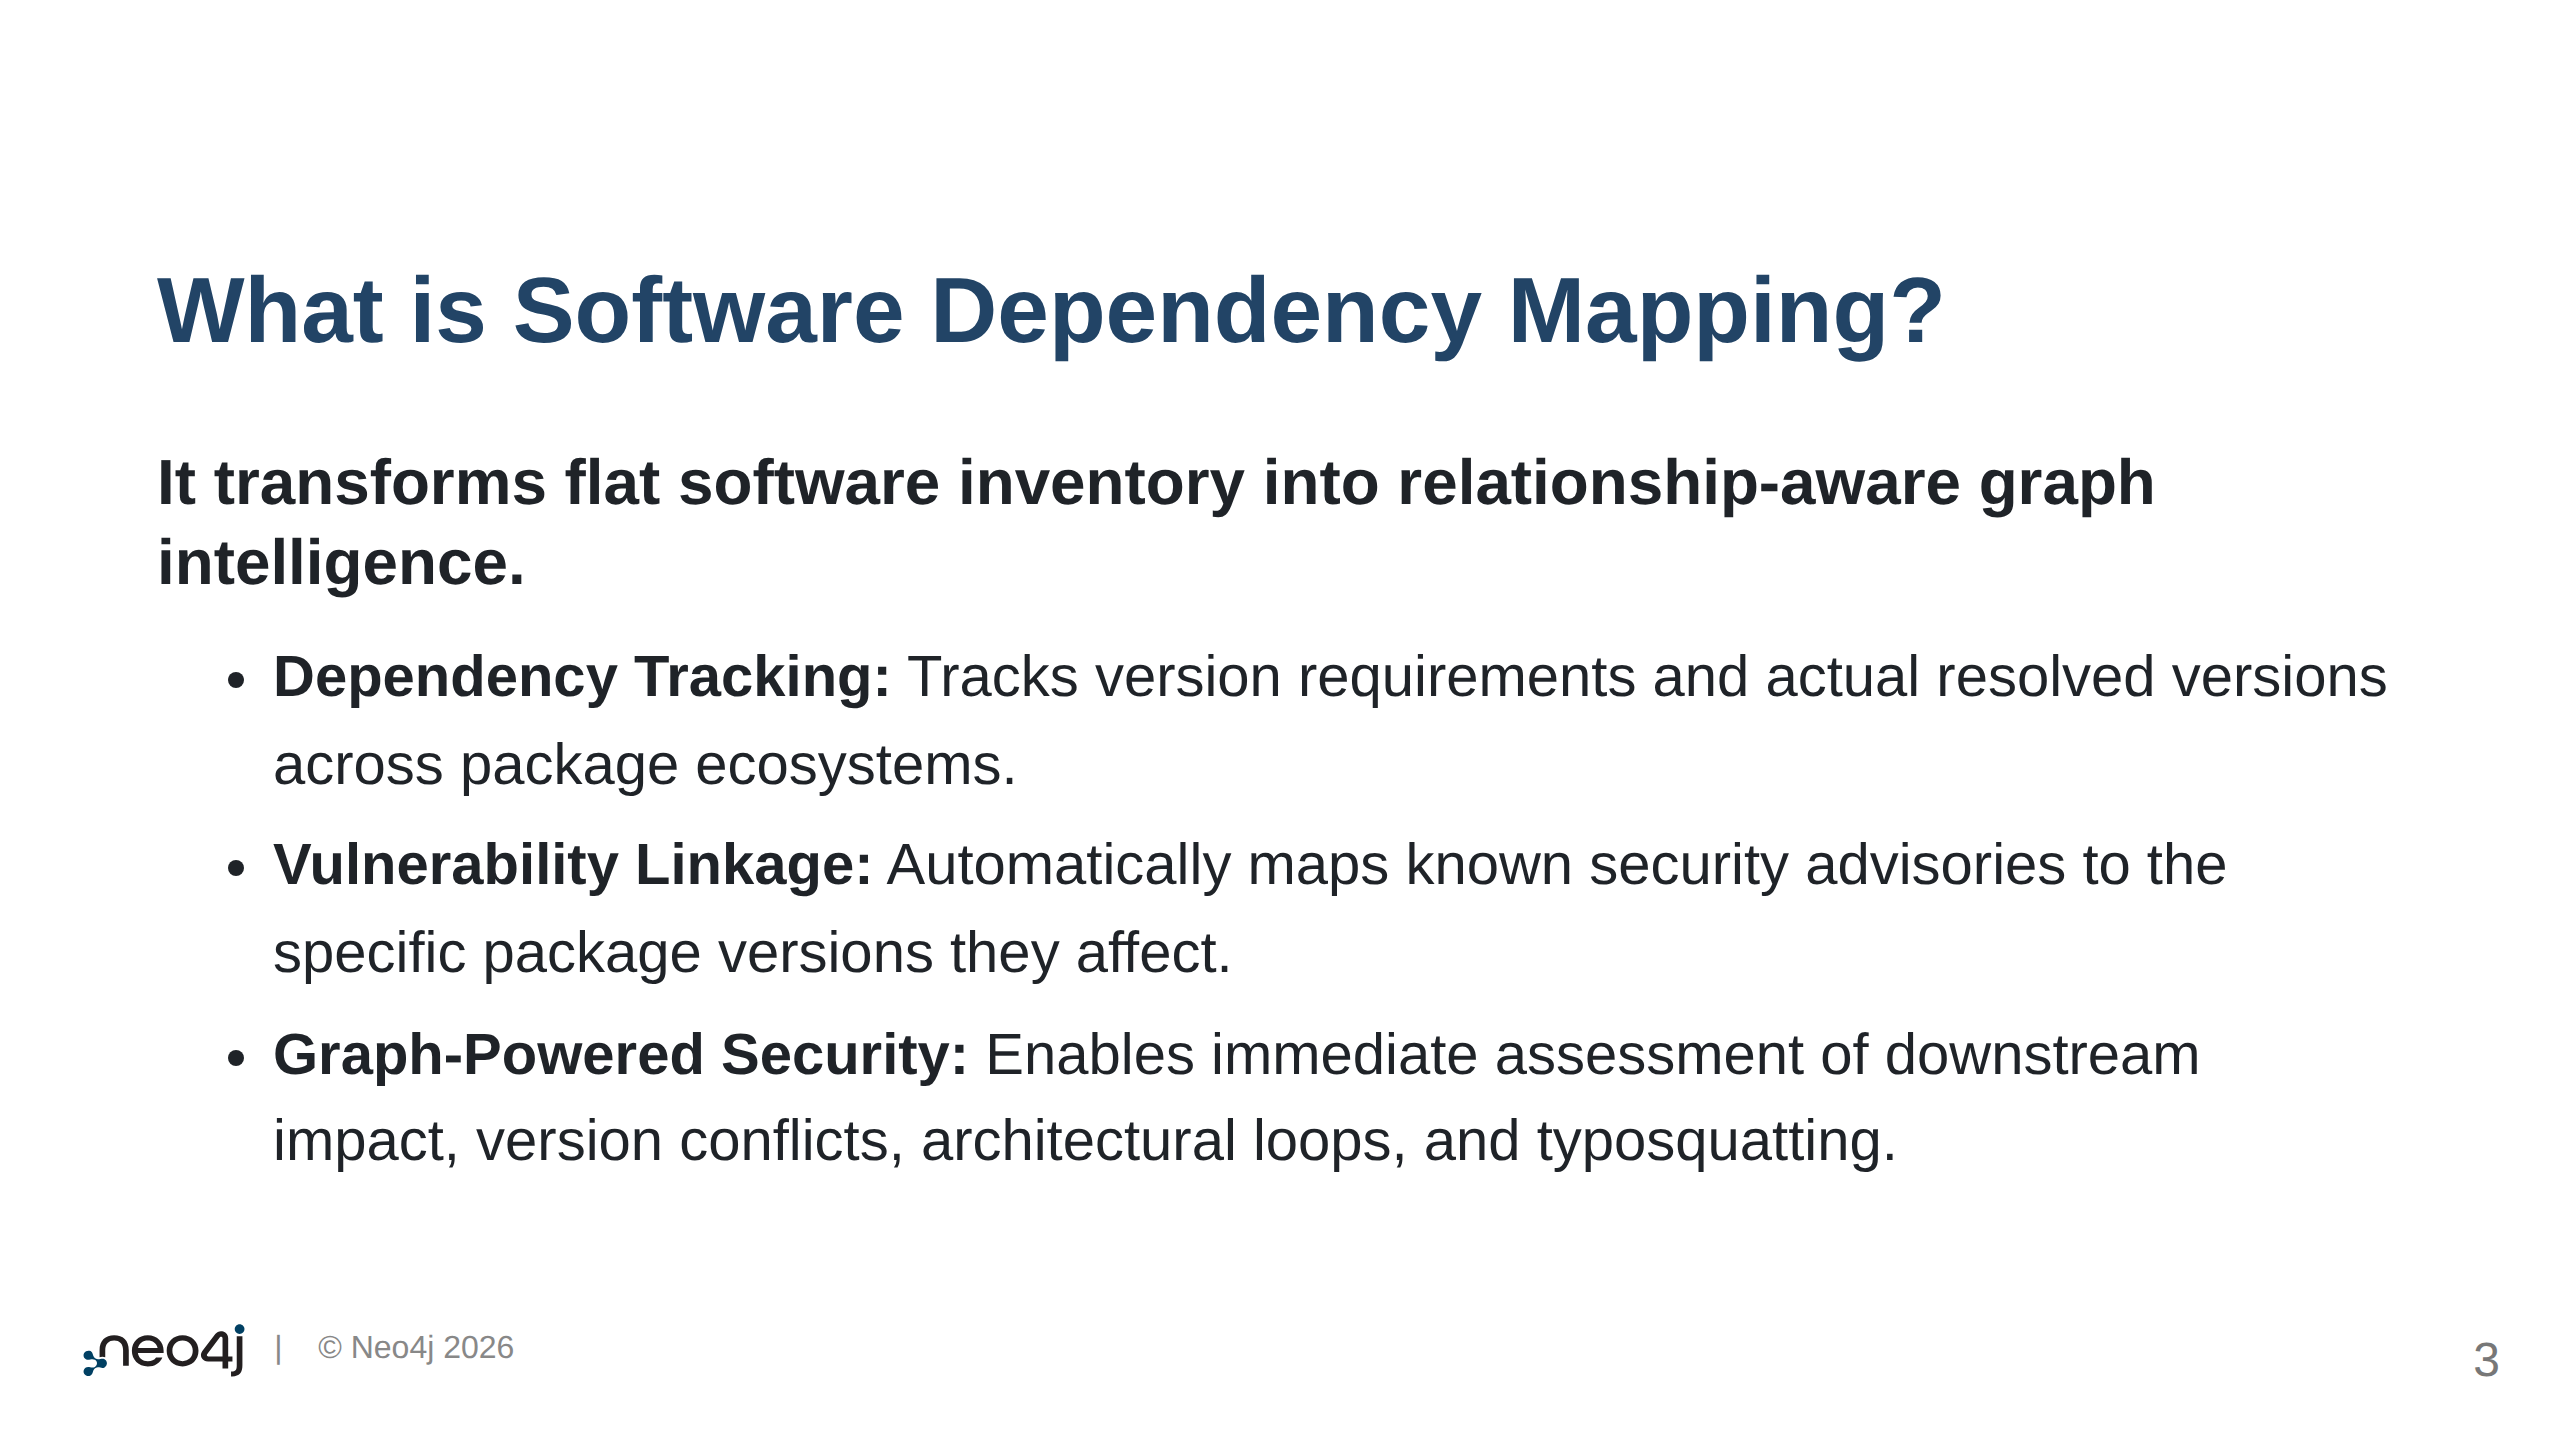 What is Software Dependency Mapping?
It transforms flat software inventory into relationship-aware graph
intelligence.
• Dependency Tracking: Tracks version requirements and actual resolved versions
across package ecosystems.
• Vulnerability Linkage: Automatically maps known security advisories to the
specific package versions they affect.
• Graph-Powered Security: Enables immediate assessment of downstream
impact, version conflicts, architectural loops, and typosquatting.
neo4j | © Neo4j 2026
3